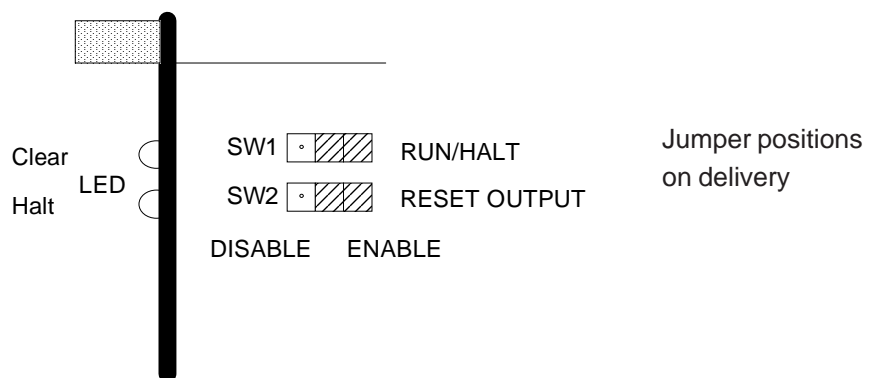 SW1 RUN/HALT
Jumper positions
Clear
on delivery
LED
SW2 RESET OUTPUT
Halt
DISABLE ENABLE